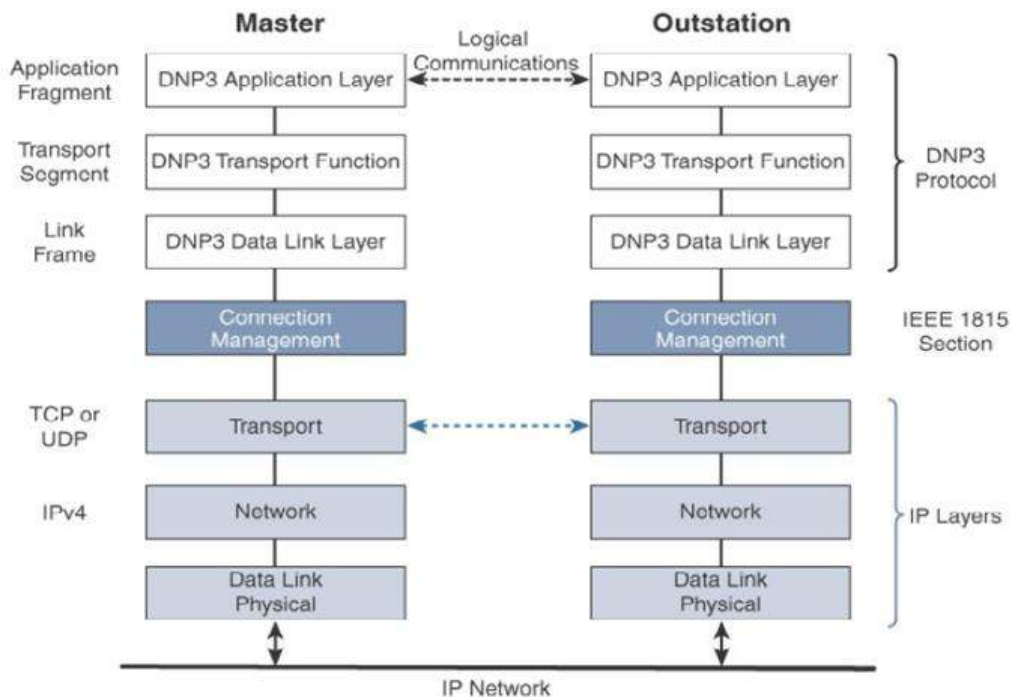 Master
Outstation
Logical
Communications
Application
Fragment
DNP3 Application Layer
DNP3 Application Layer
Transport
Segment
DNP3 Transport Function
DNP3 Transport Function
DNP3
Protocol
Link
Frame
DNP3 Data Link Layer
DNP3 Data Link Layer
Connection
Management
Connection
Management
IEEE 1815
Section
TCP or
UDP
Transport
Transport
IPv4
Network
Network
IP Layers
Data Link
Physical
Data Link
Physical
IP Network